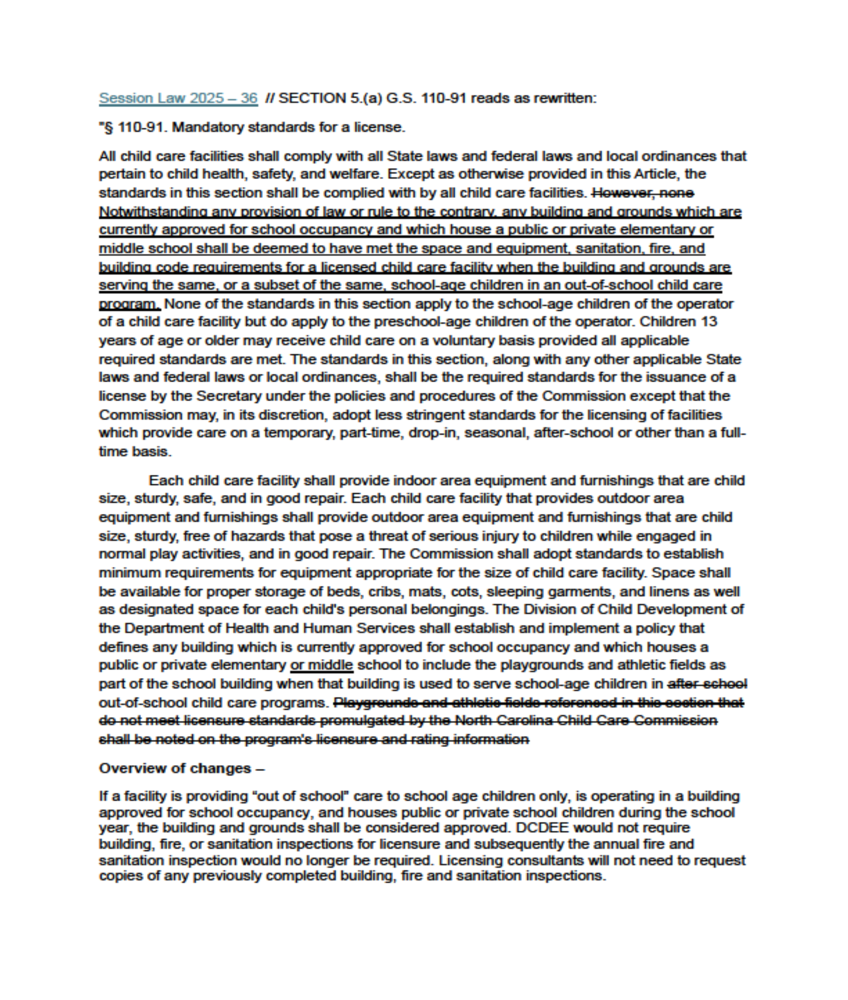 Session Law 2025 – 36 // SECTION 5.(a) G.S. 110-91 reads as rewritten:
"§ 110-91. Mandatory standards for a license.
All child care facilities shall comply with all State laws and federal laws and local ordinances that
pertain to child health, safety, and welfare. Except as otherwise provided in this Article, the
standards in this section shall be complied with by all child care facilities. However, none
Notwithstanding any provision of law or rule to the contrary, any building and grounds which are
currently approved for school occupancy and which house a public or private elementary or
middle school shall be deemed to have met the space and equipment, sanitation, fire, and
building code requirements for a licensed child care facility when the building and grounds are
serving the same, or a subset of the same, school-age children in an out-of-school child care
program. None of the standards in this section apply to the school-age children of the operator
of a child care facility but do apply to the preschool-age children of the operator. Children 13
years of age or older may receive child care on a voluntary basis provided all applicable
required standards are met. The standards in this section, along with any other applicable State
laws and federal laws or local ordinances, shall be the required standards for the issuance of a
license by the Secretary under the policies and procedures of the Commission except that the
Commission may, in its discretion, adopt less stringent standards for the licensing of facilities
which provide care on a temporary, part-time, drop-in, seasonal, after-school or other than a full-
time basis.
Each child care facility shall provide indoor area equipment and furnishings that are child
size, sturdy, safe, and in good repair. Each child care facility that provides outdoor area
equipment and furnishings shall provide outdoor area equipment and furnishings that are child
size, sturdy, free of hazards that pose a threat of serious injury to children while engaged in
normal play activities, and in good repair. The Commission shall adopt standards to establish
minimum requirements for equipment appropriate for the size of child care facility. Space shall
be available for proper storage of beds, cribs, mats, cots, sleeping garments, and linens as well
as designated space for each child's personal belongings. The Division of Child Development of
the Department of Health and Human Services shall establish and implement a policy that
defines any building which is currently approved for school occupancy and which houses a
public or private elementary or middle school to include the playgrounds and athletic fields as
part of the school building when that building is used to serve school-age children in after-school
out-of-school child care programs. Playgrounds and athletic fields referenced in this section that
do not meet licensure standards promulgated by the North Carolina Child Care Commission
shall be noted on the program's licensure and rating information
Overview of changes –
If a facility is providing “out of school” care to school age children only, is operating in a building
approved for school occupancy, and houses public or private school children during the school
year, the building and grounds shall be considered approved. DCDEE would not require
building, fire, or sanitation inspections for licensure and subsequently the annual fire and
sanitation inspection would no longer be required. Licensing consultants will not need to request
copies of any previously completed building, fire and sanitation inspections.